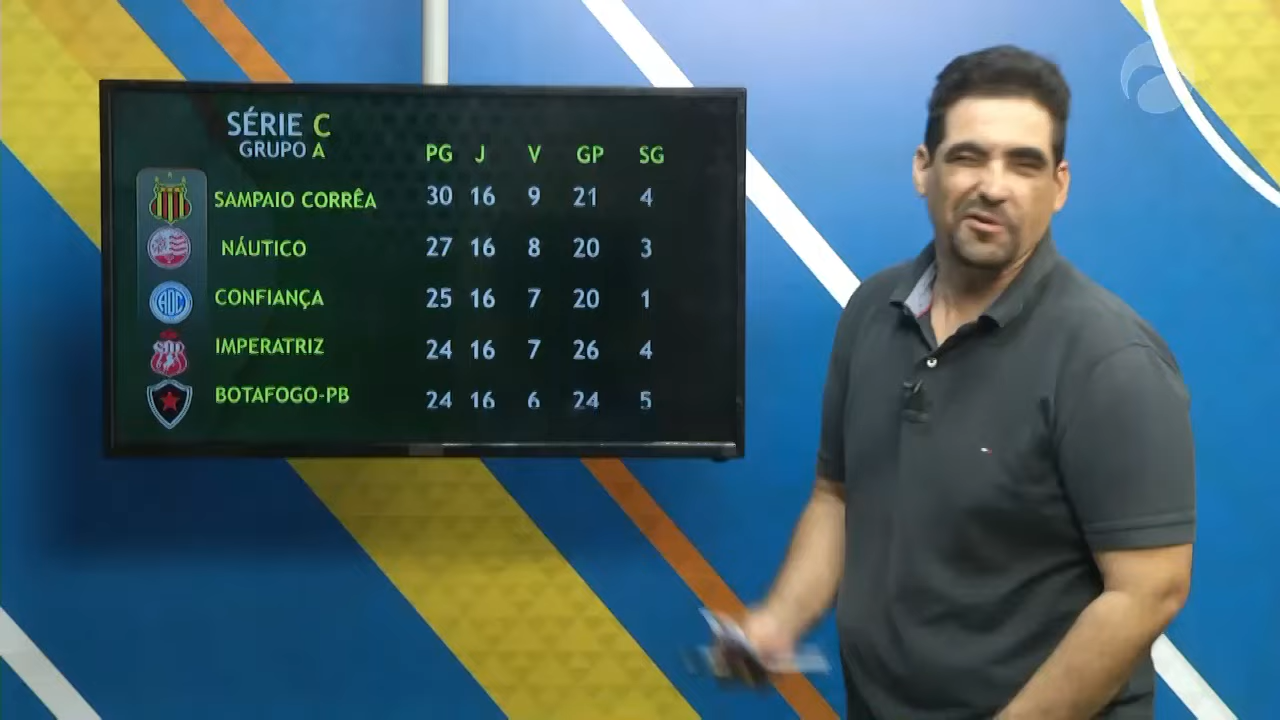 SÉRIE C
GRUPO A
PG J V GP SG
SAMPAIO CORRÊA 30 16 9 21 4
NÁUTICO 27 16 8 20 3
CONFIANÇA 25 16 7 20 1
IMPERATRIZ 24 16 7 26 4
BOTAFOGO-PB 24 16 6 24 5